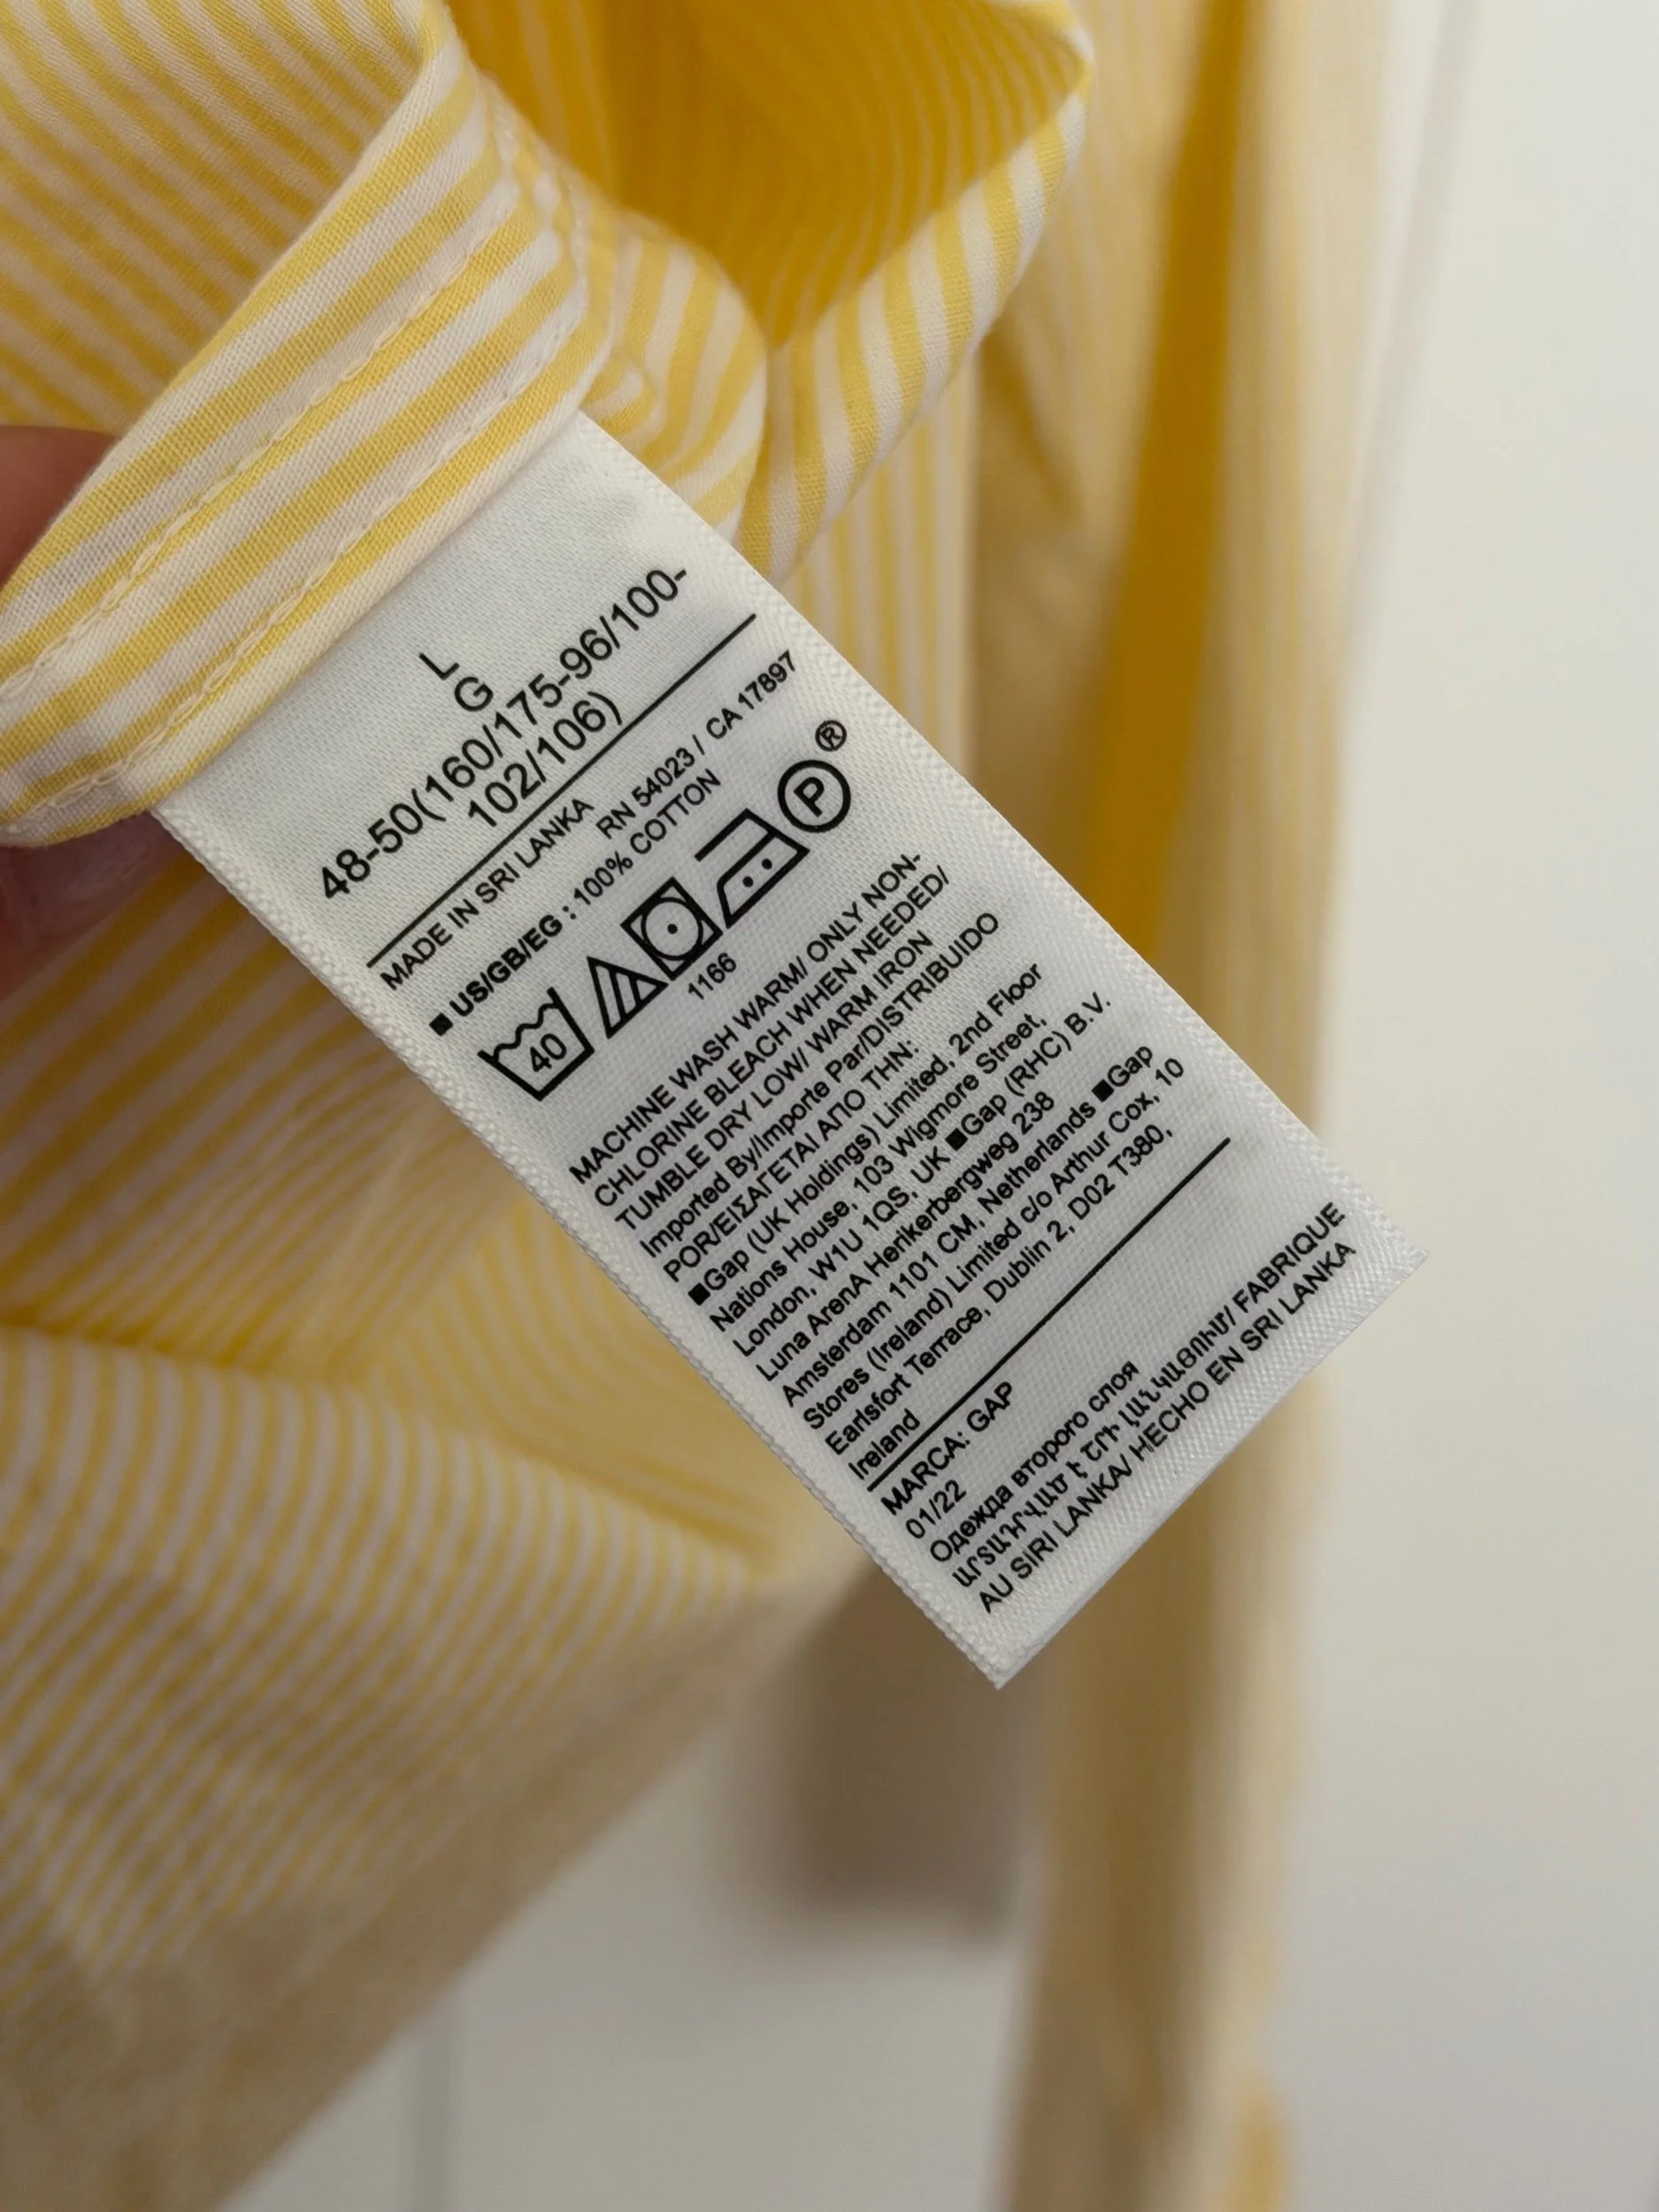 L
G
48-50(160/175-96/100-
102/106)
MADE IN SRI LANKA
RN 54023 / CA 17897
■ US/GB/EG : 100% COTTON
40
P
®
1166
MACHINE WASH WARM/ ONLY NON-
CHLORINE BLEACH WHEN NEEDED/
TUMBLE DRY LOW/ WARM IRON
Imported By/Importe Par/DISTRIBUIDO
POR/ΕΙΣΑΓΕΤΑΙ ΑΠΟ ΤΗΝ:
■Gap (UK Holdings) Limited, 2nd Floor
Nations House, 103 Wigmore Street,
London, W1U 1QS, UK ■Gap (RHC) B.V.
Luna ArenA Herikerbergweg 238
Amsterdam 1101 CM, Netherlands ■Gap
Stores (Ireland) Limited c/o Arthur Cox, 10
Earlsfort Terrace, Dublin 2, D02 T380,
Ireland
MARCA: GAP
01/22
Одежда второго слоя
ԱՐՏԱԴՐՎԱԾ Է ՇՐԻ ԼԱՆԿԱՅՈՒՄ/ FABRIQUE
AU SIRI LANKA/ HECHO EN SRI LANKA